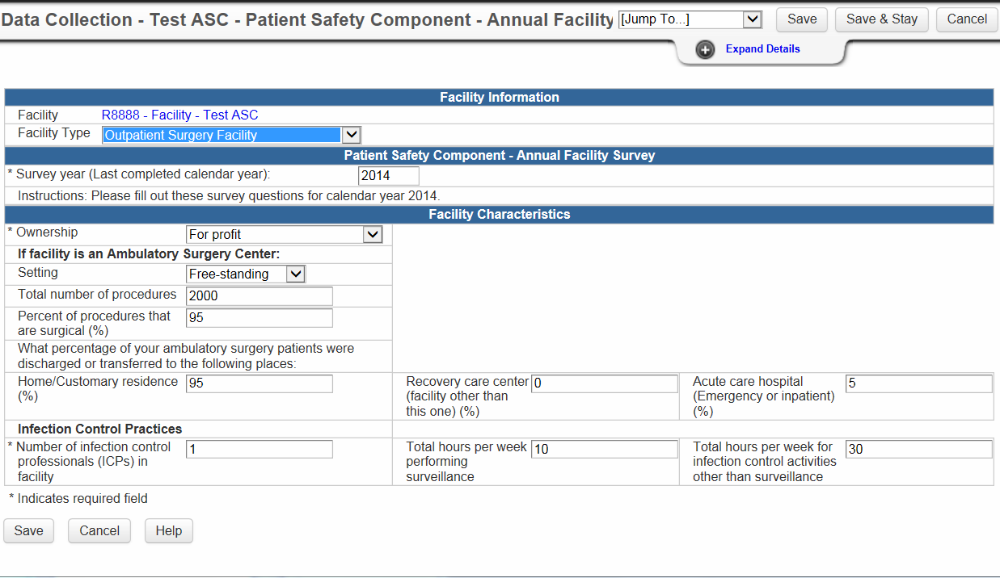 Data Collection - Test ASC - Patient Safety Component - Annual Facility
[Jump To...]
Save
Save & Stay
Cancel
Expand Details
Facility Information
Facility R8888 - Facility - Test ASC
Facility Type Outpatient Surgery Facility
Patient Safety Component - Annual Facility Survey
* Survey year (Last completed calendar year): 2014
Instructions: Please fill out these survey questions for calendar year 2014.
Facility Characteristics
* Ownership For profit
If facility is an Ambulatory Surgery Center:
Setting Free-standing
Total number of procedures 2000
Percent of procedures that
are surgical (%)
95
What percentage of your ambulatory surgery patients were
discharged or transferred to the following places:
Home/Customary residence
(%)
95
Recovery care center
(facility other than
this one) (%)
0
Acute care hospital
(Emergency or inpatient)
(%)
5
Infection Control Practices
* Number of infection control
professionals (ICPs) in
facility
1
Total hours per week
performing
surveillance
10
Total hours per week for
infection control activities
other than surveillance
30
* Indicates required field
Save
Cancel
Help